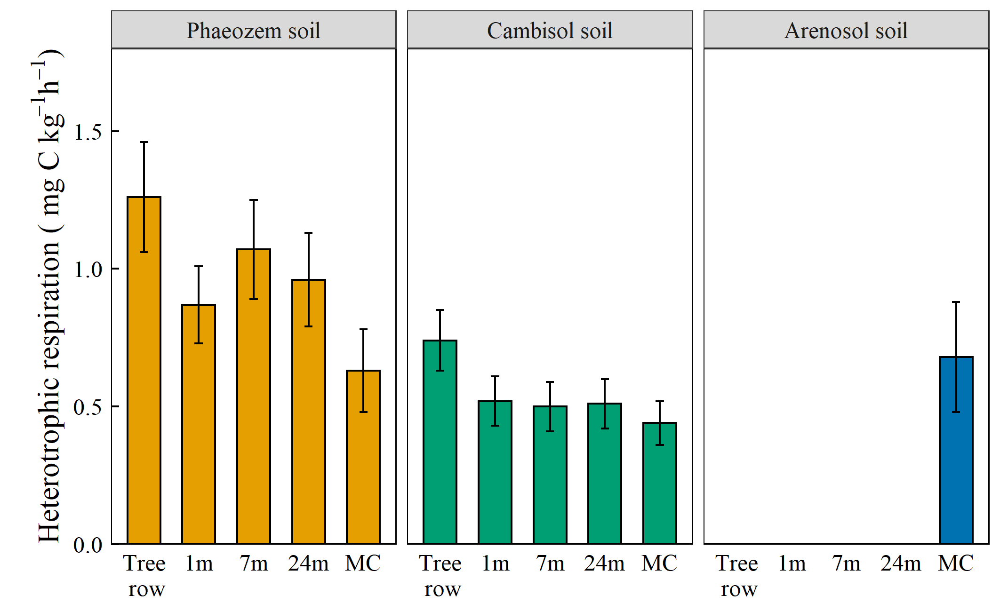 Phaeozem soil
Cambisol soil
Arenosol soil
Heterotrophic respiration ( mg C kg⁻¹h⁻¹)
1.5
1.0
0.5
0.0
Tree row
1m
7m
24m
MC
Tree row
1m
7m
24m
MC
Tree row
1m
7m
24m
MC